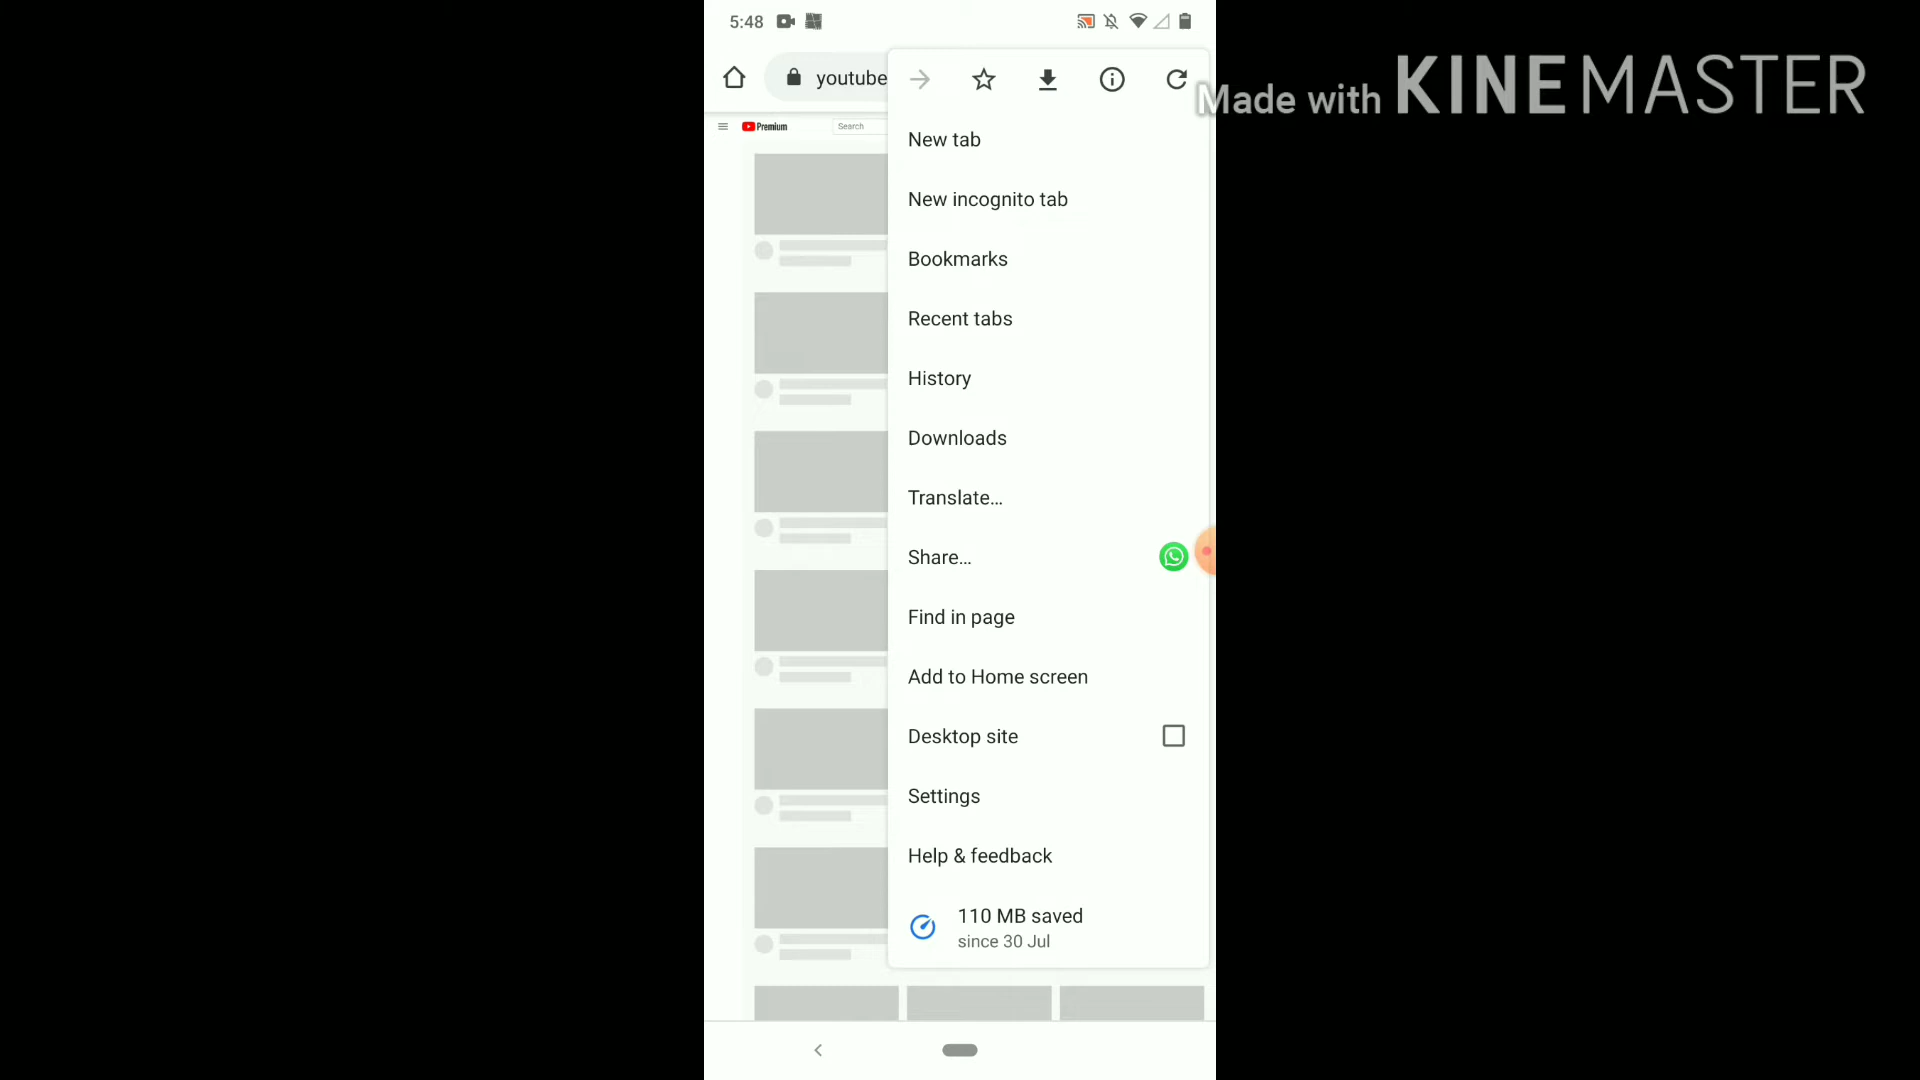 5:48
youtube
Made with KINEMASTER
Premium
Search
New tab
New incognito tab
Bookmarks
Recent tabs
History
Downloads
Translate...
Share...
Find in page
Add to Home screen
Desktop site
Settings
Help & feedback
110 MB saved
since 30 Jul